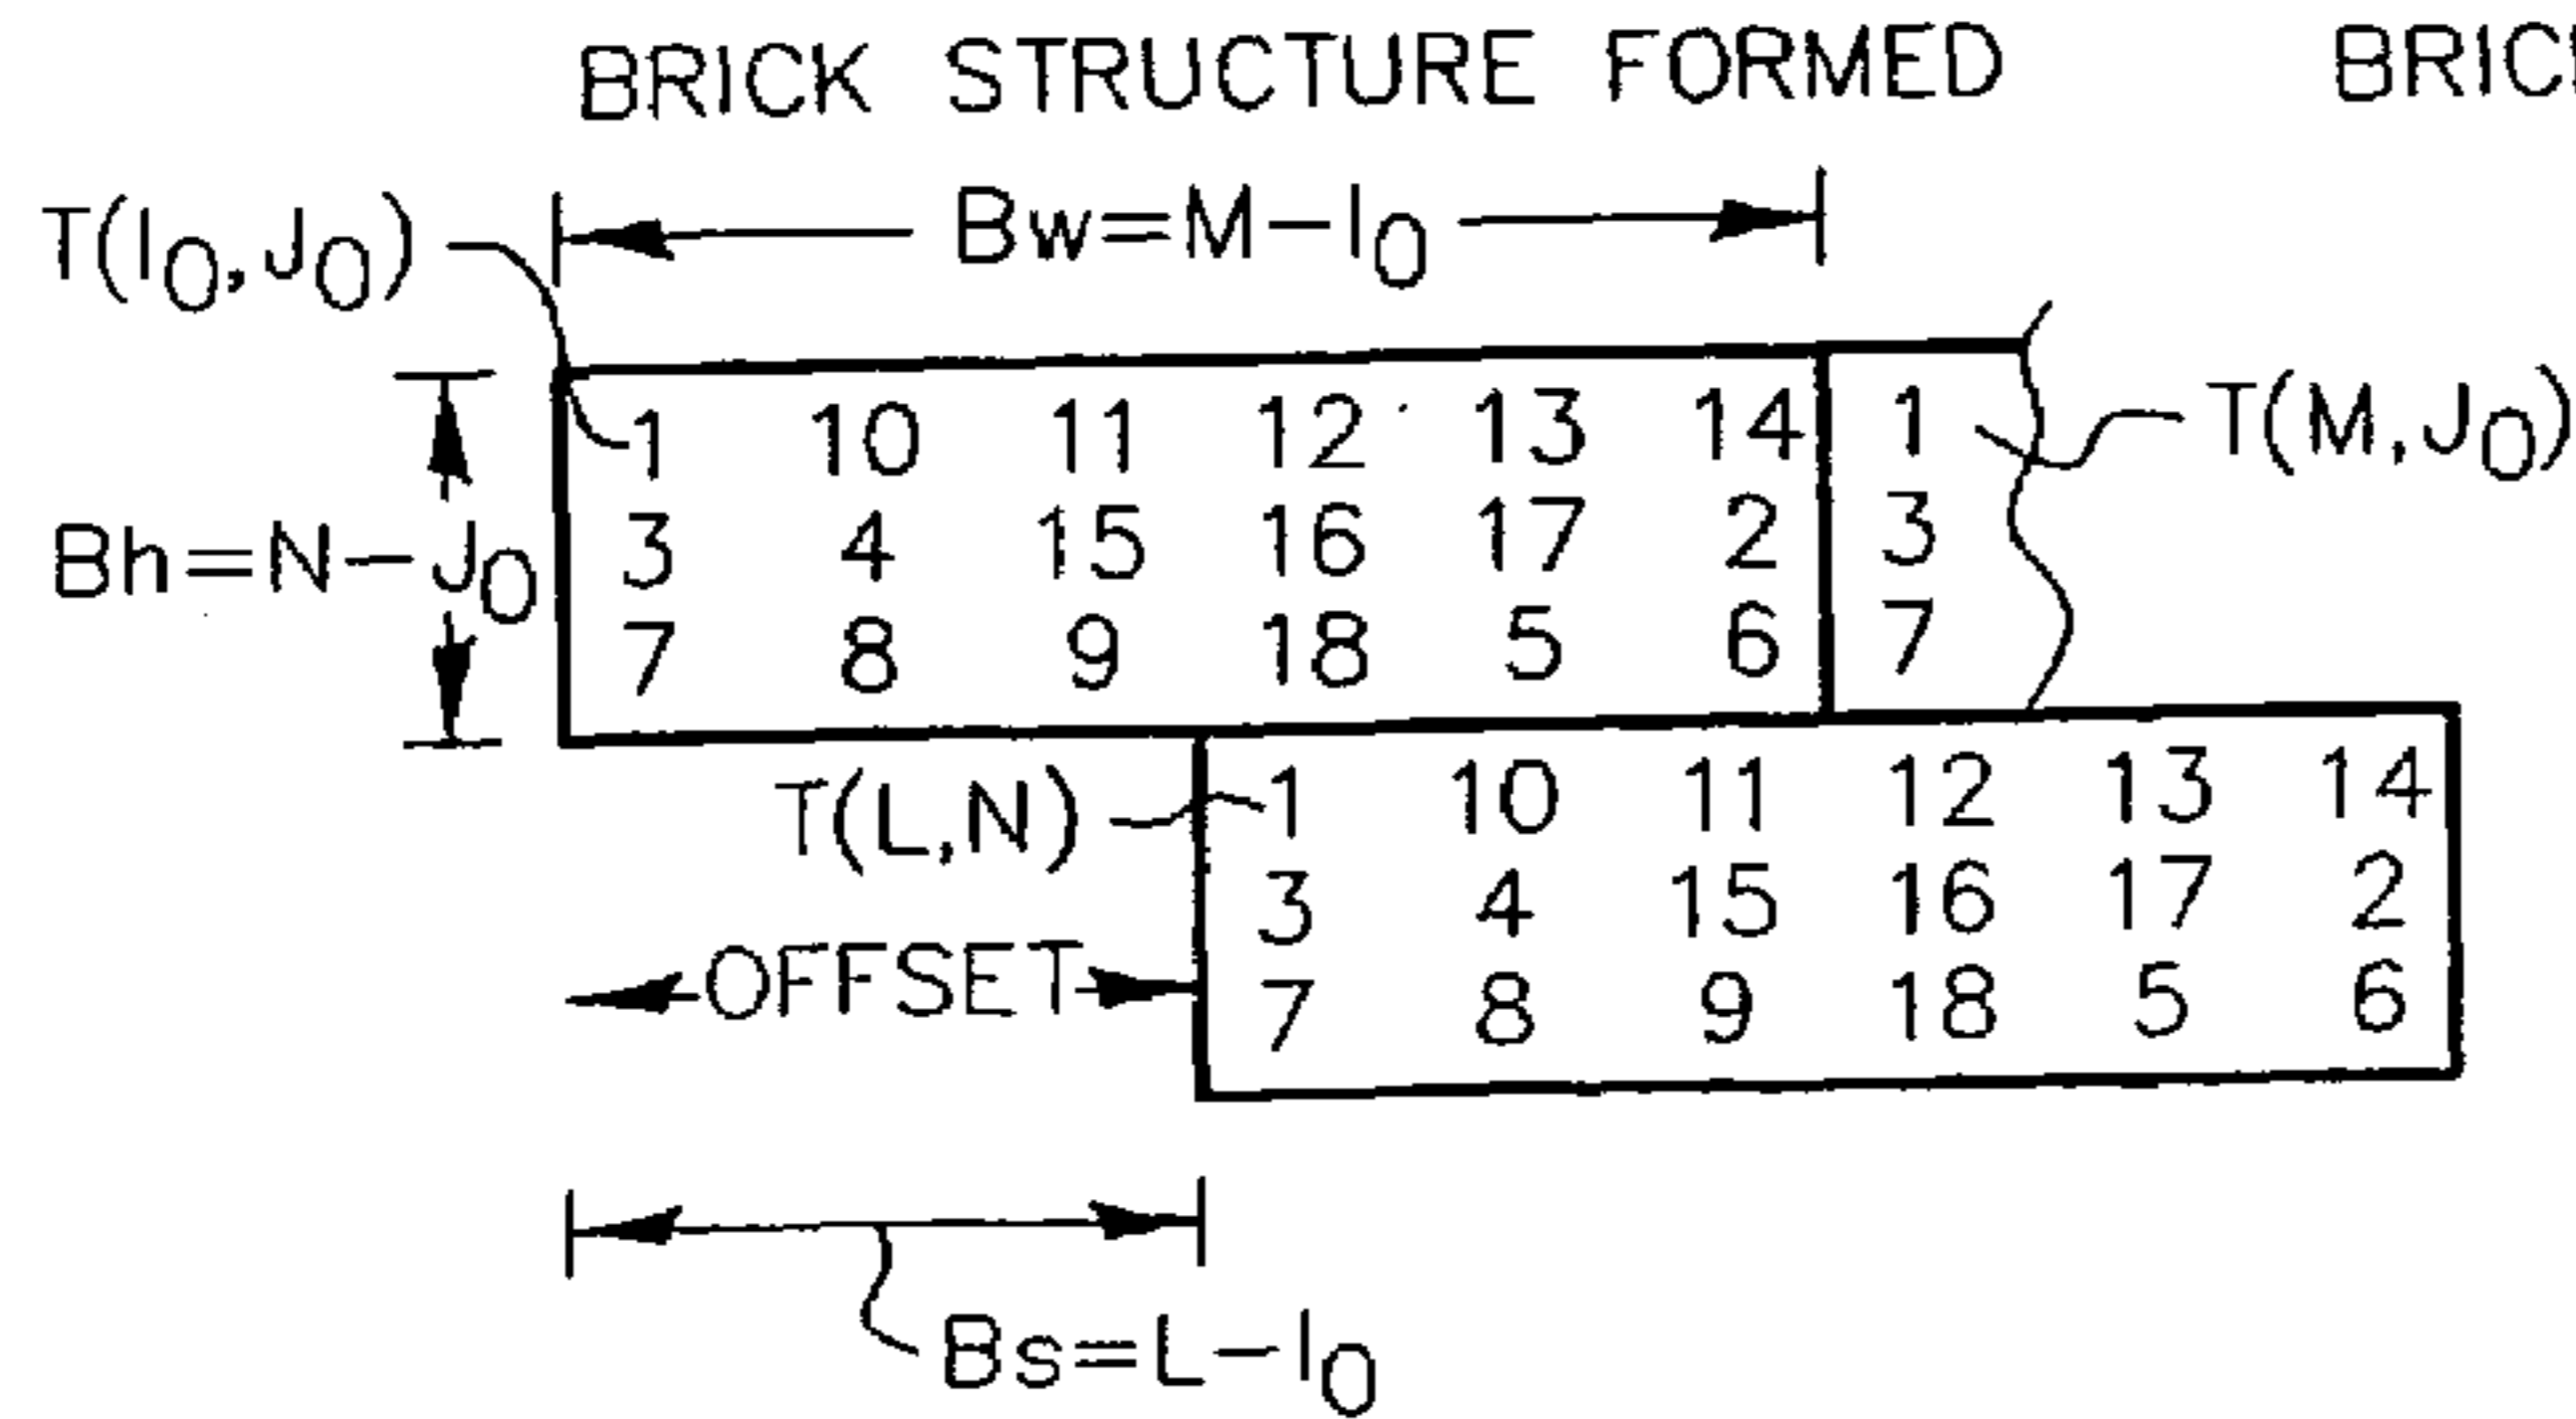 BRICK STRUCTURE FORMED BRIC
T(I0,J0) Bw=M-I0
1 10 11 12 13 14 1 T(M,J0)
3 4 15 16 17 2 3
Bh=N-J0
7 8 9 18 5 6 7
T(L,N) 1 10 11 12 13 14
3 4 15 16 17 2
OFFSET
7 8 9 18 5 6
Bs=L-I0